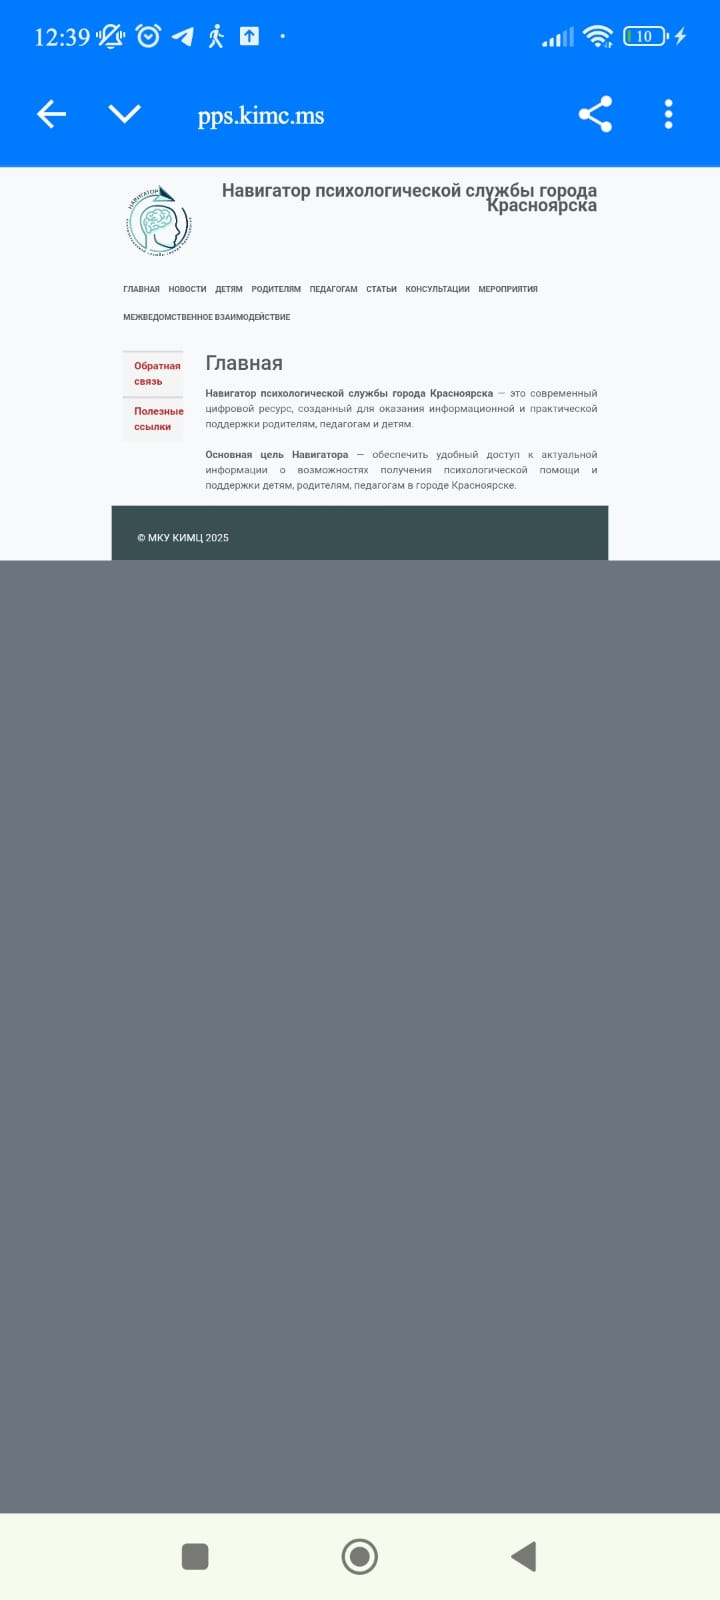 12:39
10
pps.kimc.ms
НАВИГАТОР
Навигатор психологической службы города
Красноярска
ГЛАВНАЯ НОВОСТИ ДЕТЯМ РОДИТЕЛЯМ ПЕДАГОГАМ СТАТЬИ КОНСУЛЬТАЦИИ МЕРОПРИЯТИЯ
МЕЖВЕДОМСТВЕННОЕ ВЗАИМОДЕЙСТВИЕ
Обратная
связь
Полезные
ссылки
Главная
Навигатор психологической службы города Красноярска — это современный
цифровой ресурс, созданный для оказания информационной и практической
поддержки родителям, педагогам и детям.
Основная цель Навигатора — обеспечить удобный доступ к актуальной
информации о возможностях получения психологической помощи и
поддержки детям, родителям, педагогам в городе Красноярске.
© МКУ КИМЦ 2025